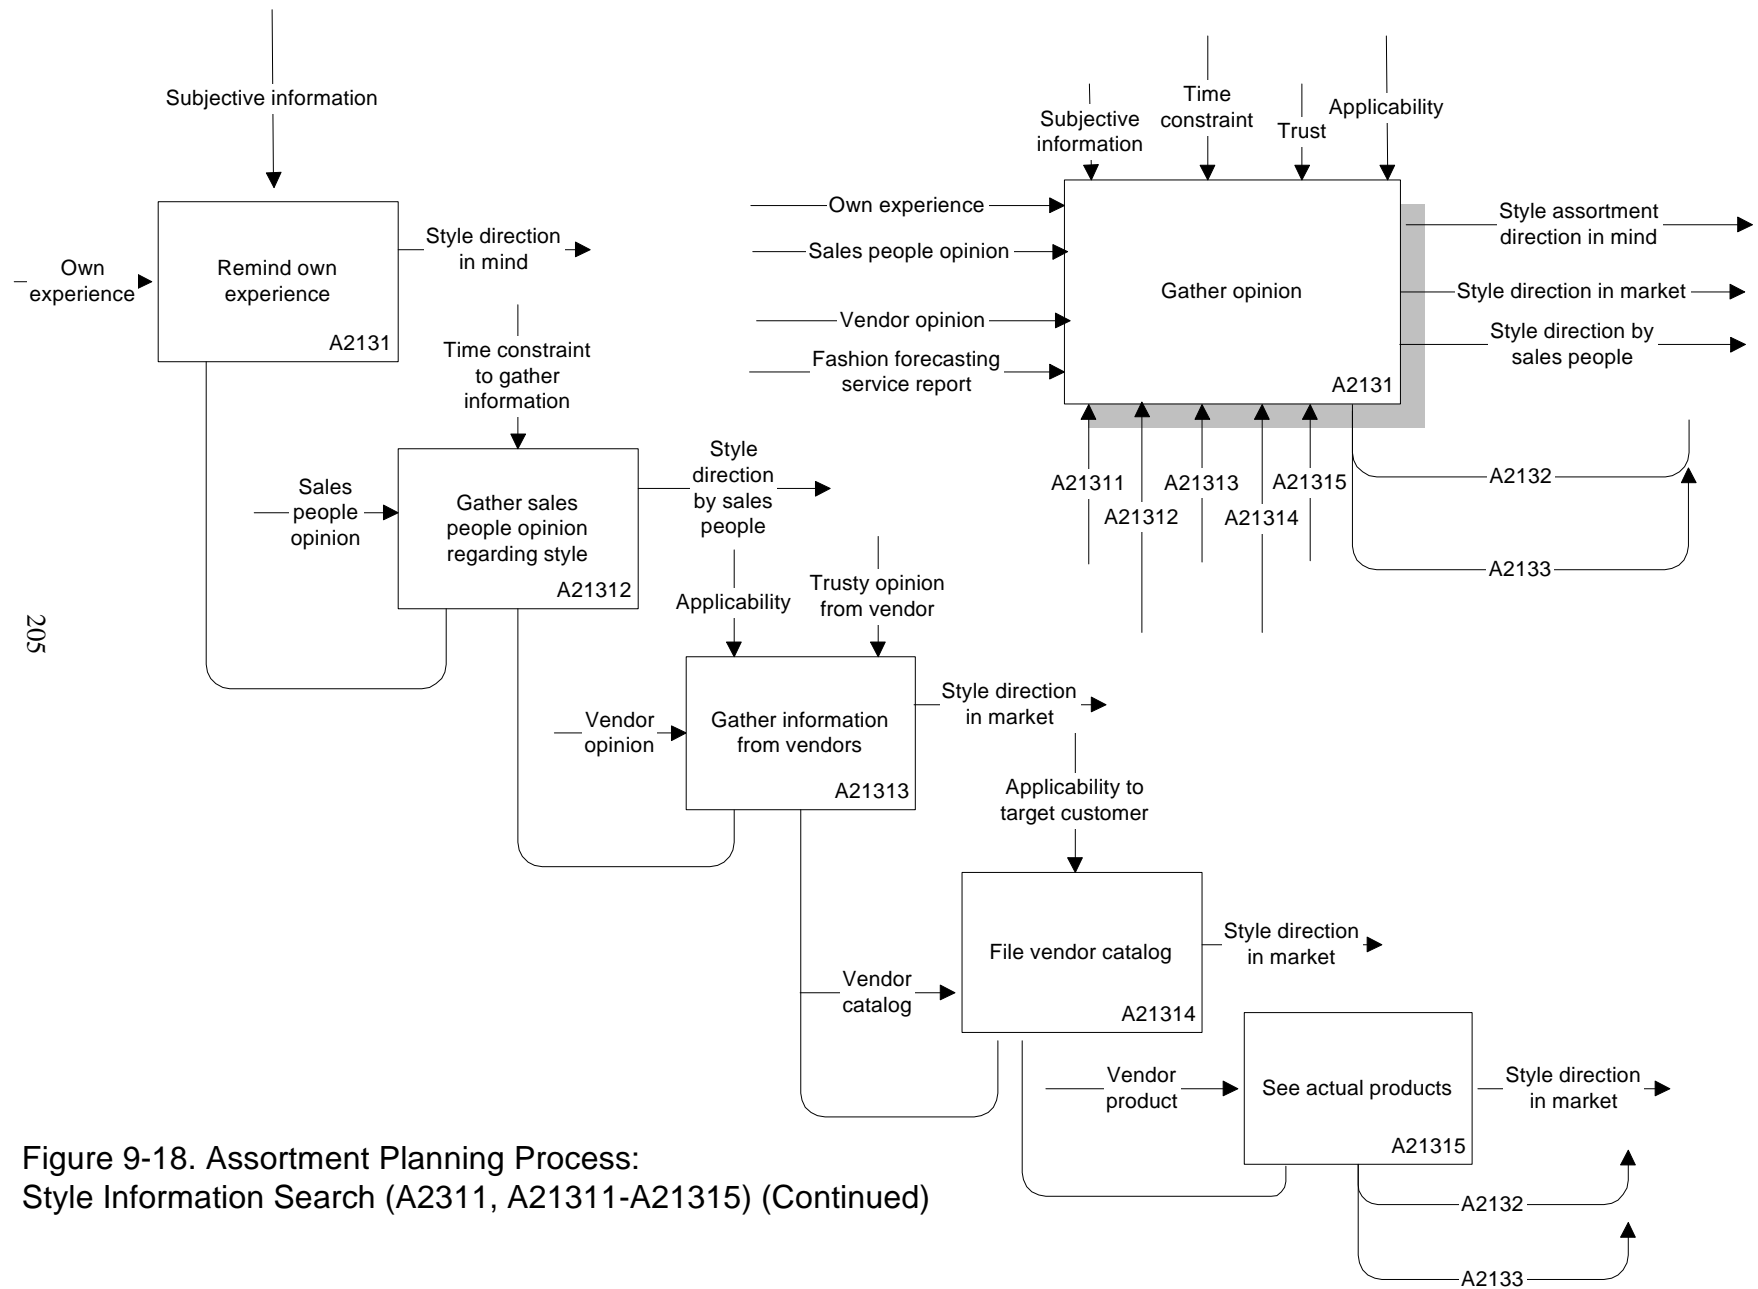 Subjective information
Own
experience
Remind own
experience
A2131
Style direction
in mind
Time constraint
to gather
information
Sales
people
opinion
Gather sales
people opinion
regarding style
A21312
Style
direction
by sales
people
Applicability
Trusty opinion
from vendor
Vendor
opinion
Gather information
from vendors
A21313
Style direction
in market
Applicability to
target customer
Vendor
catalog
File vendor catalog
A21314
Style direction
in market
Vendor
product
See actual products
A21315
Style direction
in market
A2132
A2133
Subjective
information
Time
constraint
Trust
Applicability
Own experience
Sales people opinion
Vendor opinion
Fashion forecasting
service report
Gather opinion
A2131
Style assortment
direction in mind
Style direction in market
Style direction by
sales people
A21311
A21312
A21313
A21314
A21315
A2132
A2133
205
Figure 9-18. Assortment Planning Process:
Style Information Search (A2311, A21311-A21315) (Continued)